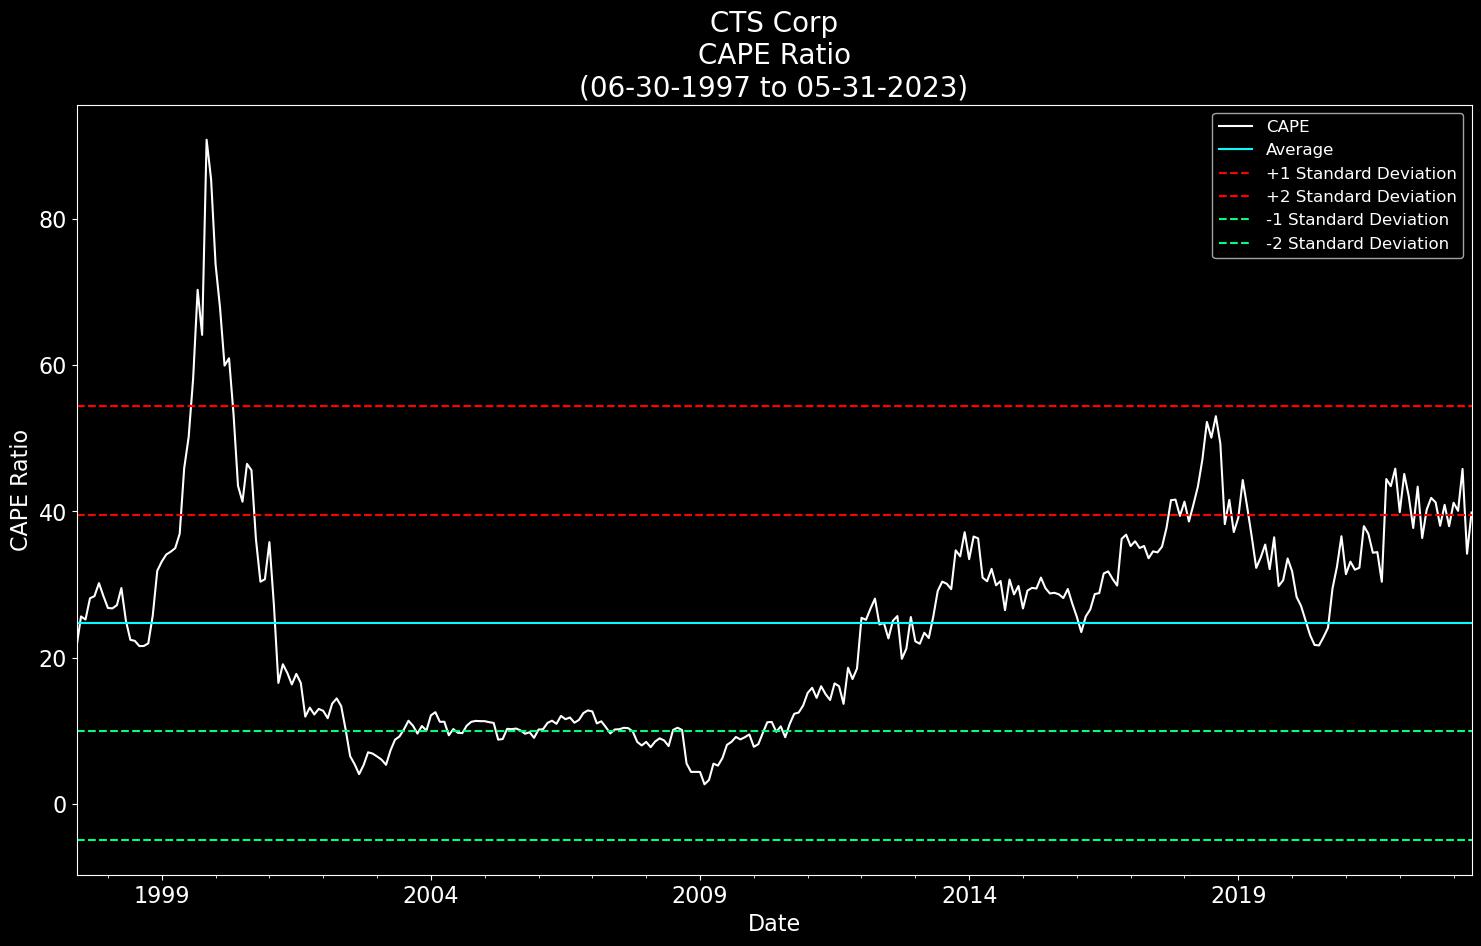 CTS Corp
CAPE Ratio
(06-30-1997 to 05-31-2023)
CAPE
Average
+1 Standard Deviation
+2 Standard Deviation
-1 Standard Deviation
-2 Standard Deviation
CAPE Ratio
80
60
40
20
0
1999
2004
2009
2014
2019
Date